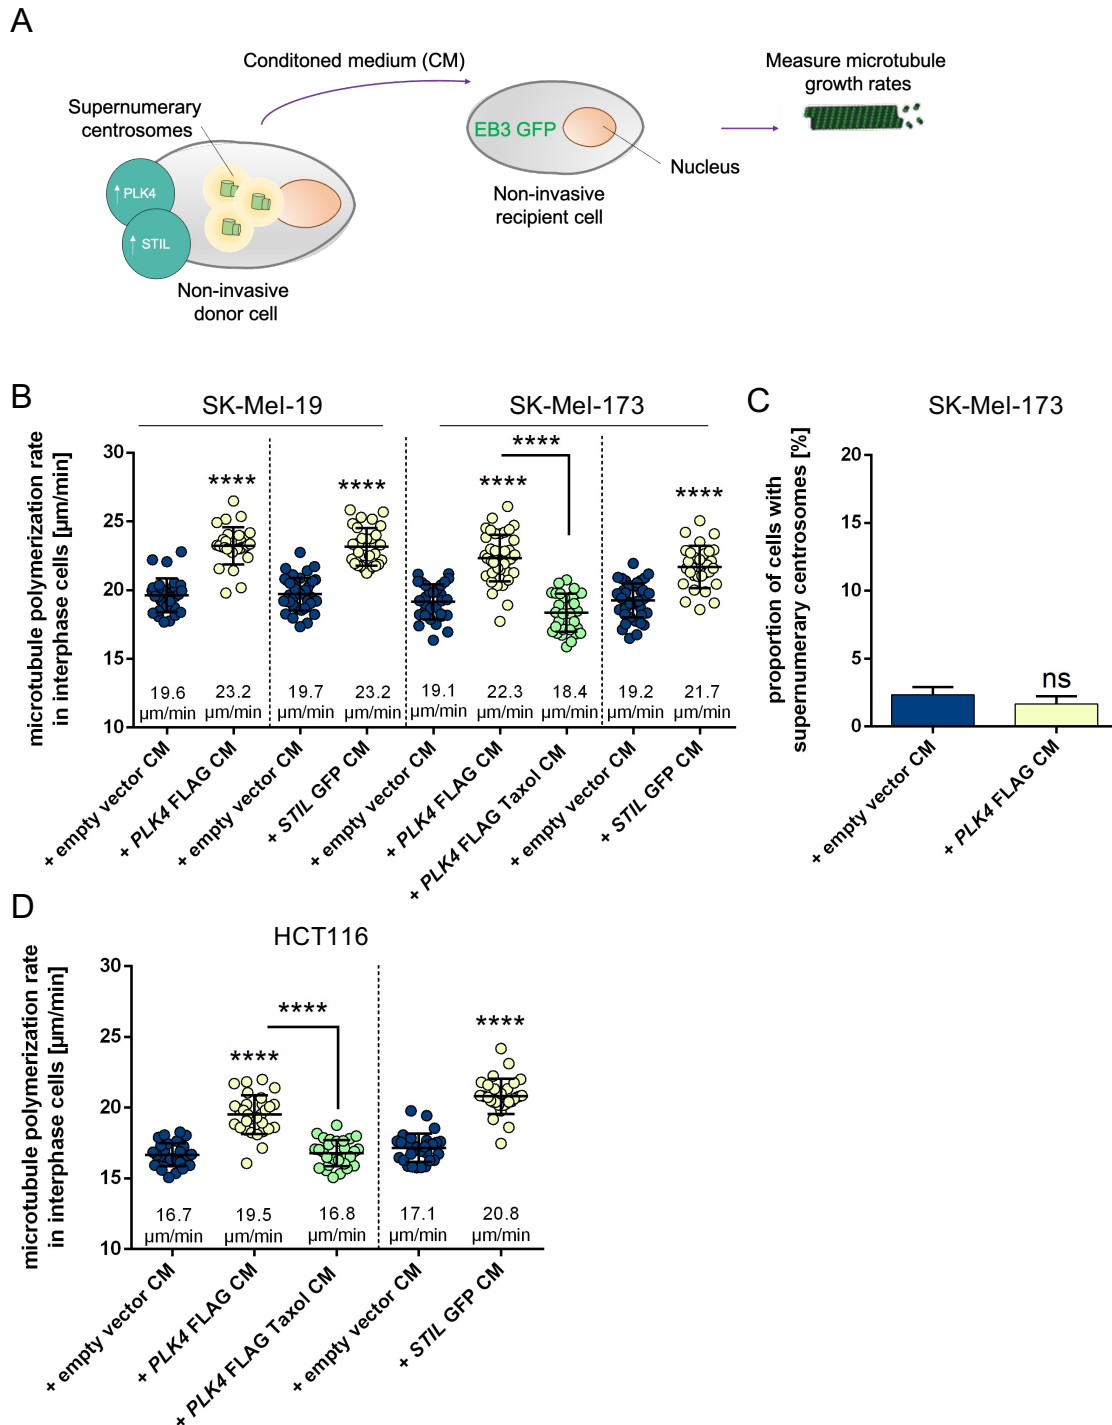 A
Conditoned medium (CM)
Supernumerary
centrosomes
↑ PLK4
↑ STIL
Non-invasive
donor cell
EB3 GFP
Nucleus
Non-invasive
recipient cell
Measure microtubule
growth rates
B
SK-Mel-19
SK-Mel-173
microtubule polymerization rate
in interphase cells [µm/min]
30
25
20
15
10
****
****
****
****
****
19.6 µm/min
23.2 µm/min
19.7 µm/min
23.2 µm/min
19.1 µm/min
22.3 µm/min
18.4 µm/min
19.2 µm/min
21.7 µm/min
+ empty vector CM
+ PLK4 FLAG CM
+ empty vector CM
+ STIL GFP CM
+ empty vector CM
+ PLK4 FLAG CM
+ PLK4 FLAG Taxol CM
+ empty vector CM
+ STIL GFP CM
C
SK-Mel-173
proportion of cells with
supernumerary centrosomes [%]
20
15
10
5
0
ns
+ empty vector CM
+ PLK4 FLAG CM
D
HCT116
microtubule polymerization rate
in interphase cells [µm/min]
30
25
20
15
10
****
****
****
16.7 µm/min
19.5 µm/min
16.8 µm/min
17.1 µm/min
20.8 µm/min
+ empty vector CM
+ PLK4 FLAG CM
+ PLK4 FLAG Taxol CM
+ empty vector CM
+ STIL GFP CM